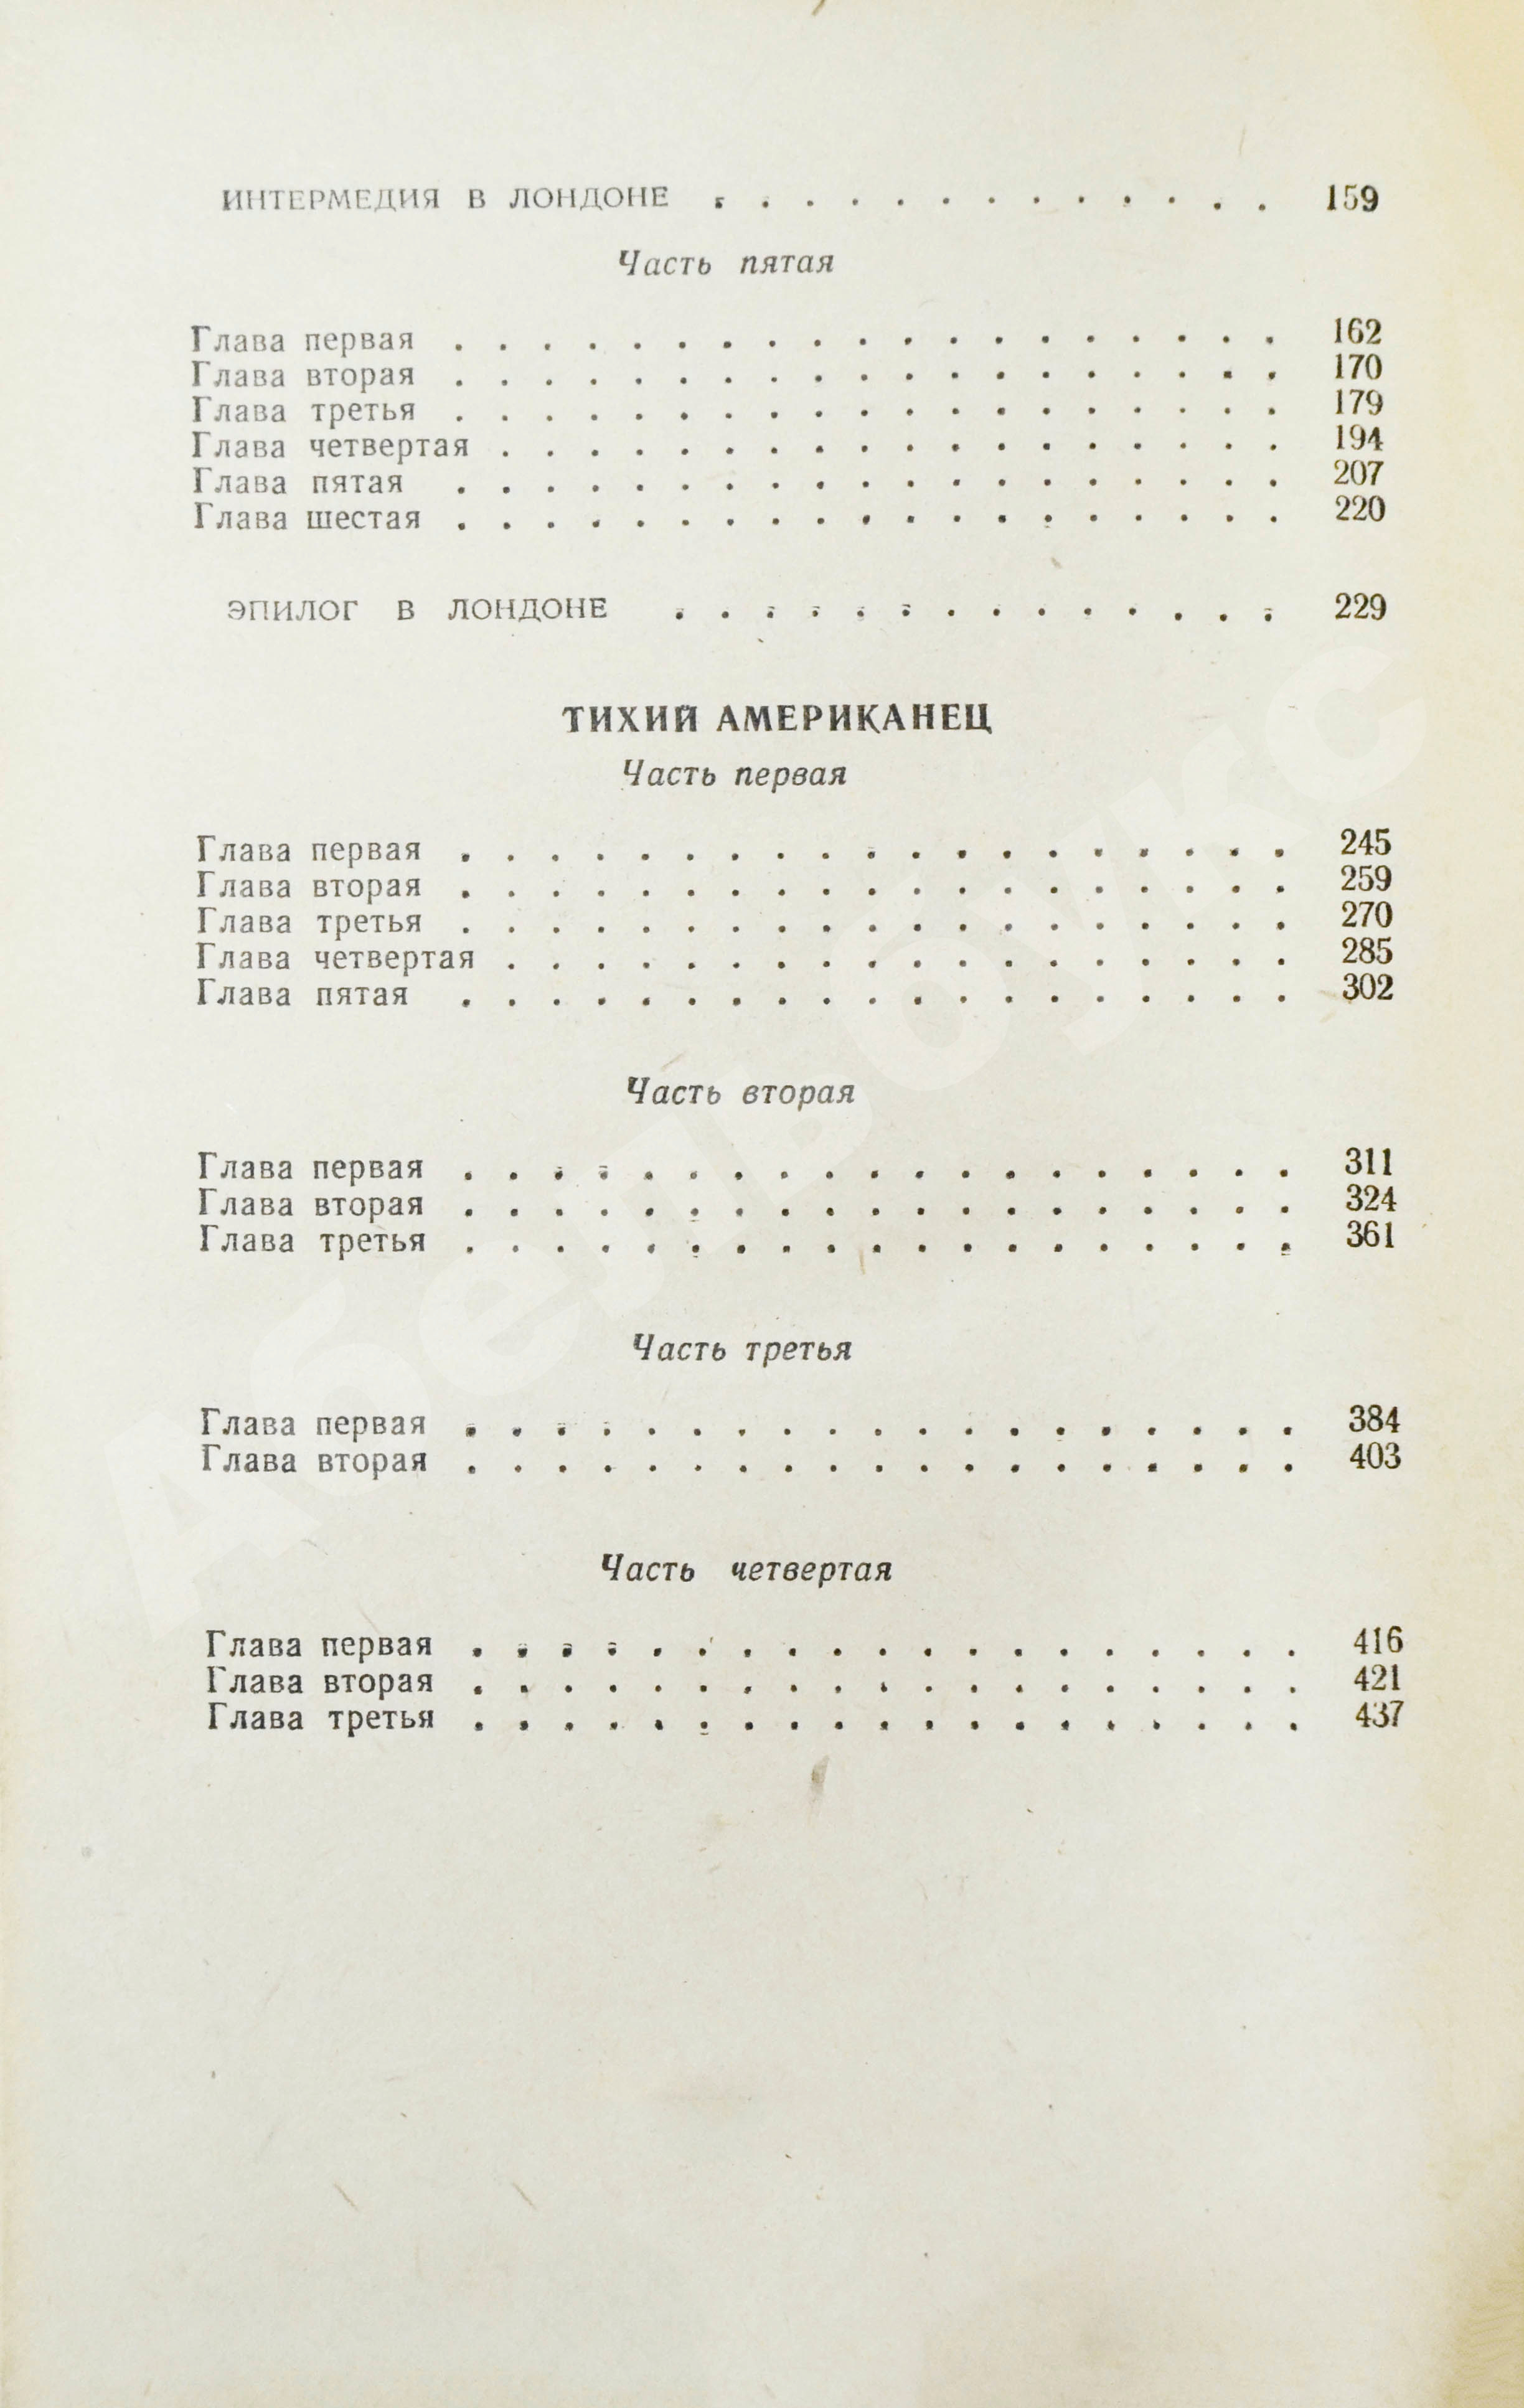 ИНТЕРМЕДИЯ В ЛОНДОНЕ . . . . . . . . . . . . . 159
Часть пятая
Глава первая . . . . . . . . . . . . . . . . . . . 162
Глава вторая . . . . . . . . . . . . . . . . . . . 170
Глава третья . . . . . . . . . . . . . . . . . . . 179
Глава четвертая . . . . . . . . . . . . . . . . . . 194
Глава пятая . . . . . . . . . . . . . . . . . . . 207
Глава шестая . . . . . . . . . . . . . . . . . . . 220
ЭПИЛОГ В ЛОНДОНЕ . . . . . . . . . . . . . . 229
ТИХИЙ АМЕРИКАНЕЦ
Часть первая
Глава первая . . . . . . . . . . . . . . . . . . . 245
Глава вторая . . . . . . . . . . . . . . . . . . . 259
Глава третья . . . . . . . . . . . . . . . . . . . 270
Глава четвертая . . . . . . . . . . . . . . . . . . 285
Глава пятая . . . . . . . . . . . . . . . . . . . 302
Часть вторая
Глава первая . . . . . . . . . . . . . . . . . . . 311
Глава вторая . . . . . . . . . . . . . . . . . . . 324
Глава третья . . . . . . . . . . . . . . . . . . . 361
Часть третья
Глава первая . . . . . . . . . . . . . . . . . . . 384
Глава вторая . . . . . . . . . . . . . . . . . . . 403
Часть четвертая
Глава первая . . . . . . . . . . . . . . . . . . . 416
Глава вторая . . . . . . . . . . . . . . . . . . . 421
Глава третья . . . . . . . . . . . . . . . . . . . 437